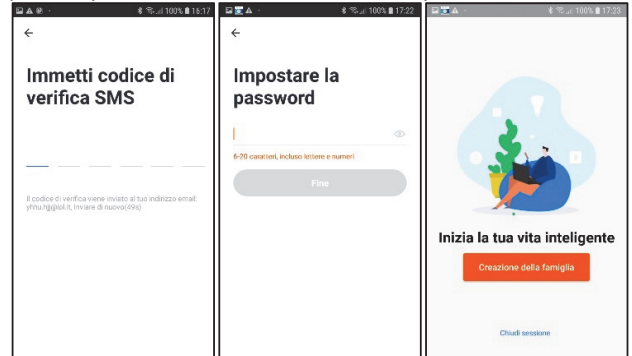 100% 16:17
←
Immetti codice di
verifica SMS
Il codice di verifica viene inviato al tuo indirizzo email:
Inviare di nuovo(49s)
100% 17:22
←
Impostare la
password
6-20 caratteri, incluso lettere e numeri
Fine
100% 17:23
Inizia la tua vita inteligente
Creazione della famiglia
Chiudi sessione